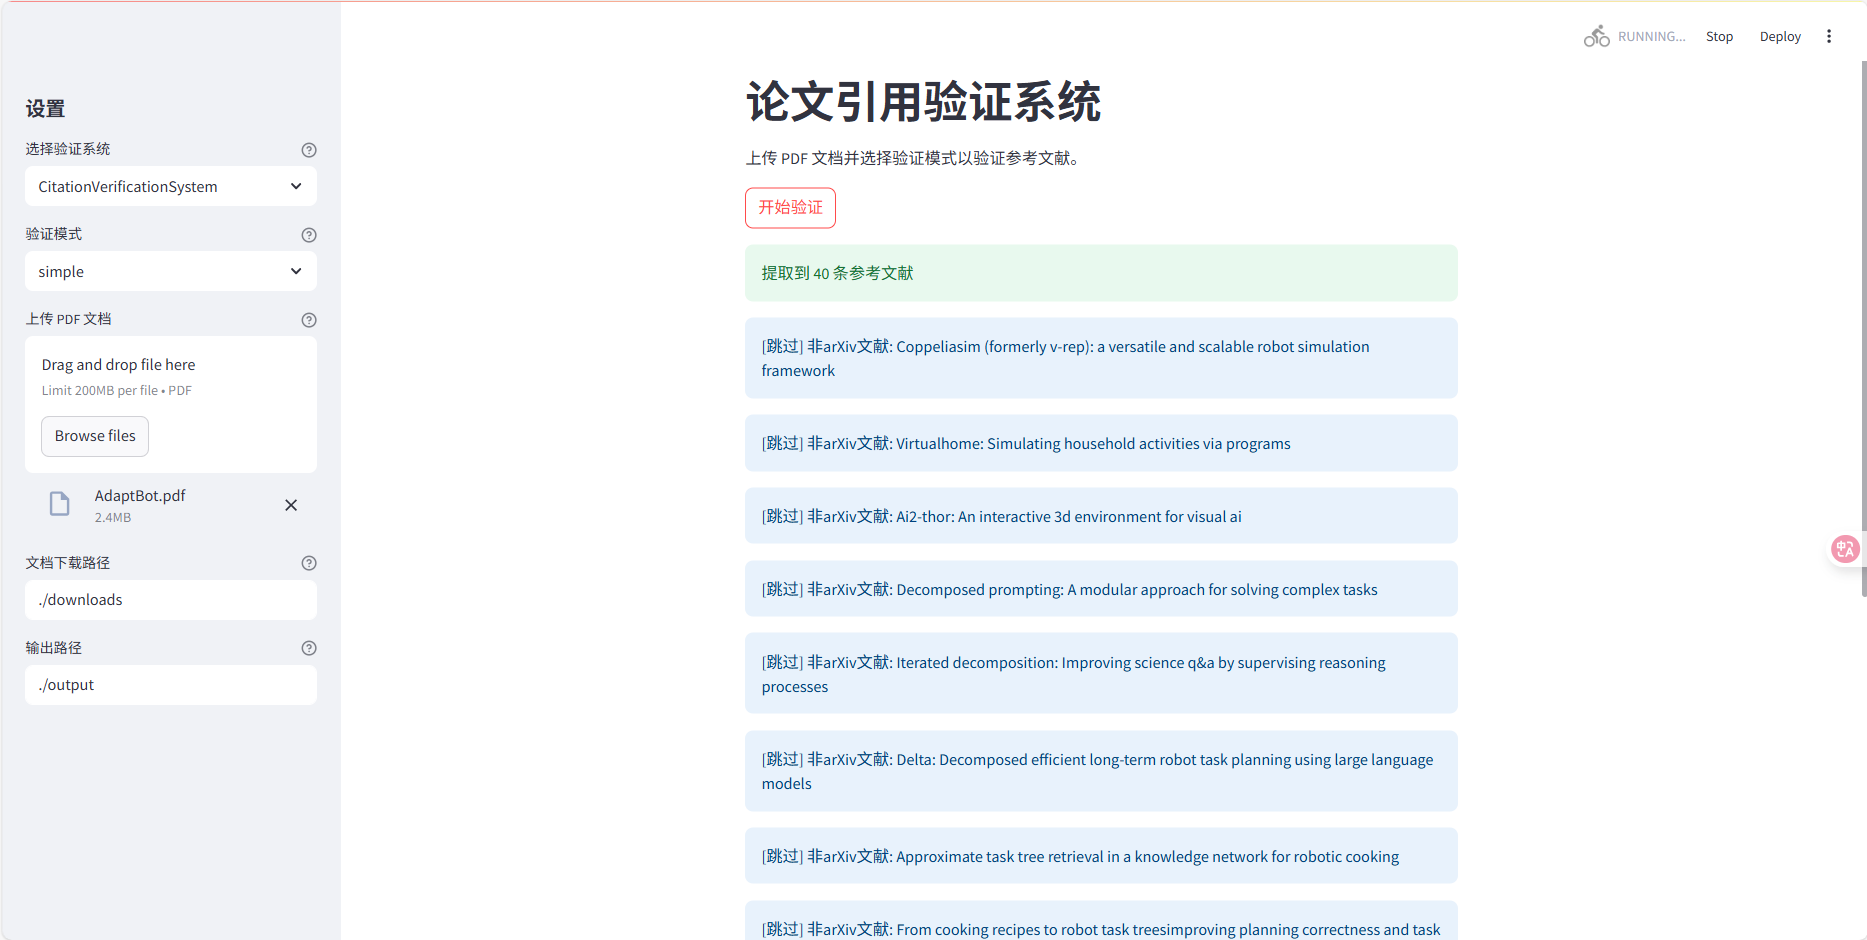 RUNNING...
Stop
Deploy
设置
选择验证系统
CitationVerificationSystem
验证模式
simple
上传 PDF 文档
Drag and drop file here
Limit 200MB per file • PDF
Browse files
AdaptBot.pdf
2.4MB
文档下载路径
./downloads
输出路径
./output
论文引用验证系统
上传 PDF 文档并选择验证模式以验证参考文献。
开始验证
提取到 40 条参考文献
[跳过] 非arXiv文献: Coppeliasim (formerly v-rep): a versatile and scalable robot simulation
framework
[跳过] 非arXiv文献: Virtualhome: Simulating household activities via programs
[跳过] 非arXiv文献: Ai2-thor: An interactive 3d environment for visual ai
[跳过] 非arXiv文献: Decomposed prompting: A modular approach for solving complex tasks
[跳过] 非arXiv文献: Iterated decomposition: Improving science q&a by supervising reasoning
processes
[跳过] 非arXiv文献: Delta: Decomposed efficient long-term robot task planning using large language
models
[跳过] 非arXiv文献: Approximate task tree retrieval in a knowledge network for robotic cooking
[跳过] 非arXiv文献: From cooking recipes to robot task treesimproving planning correctness and task